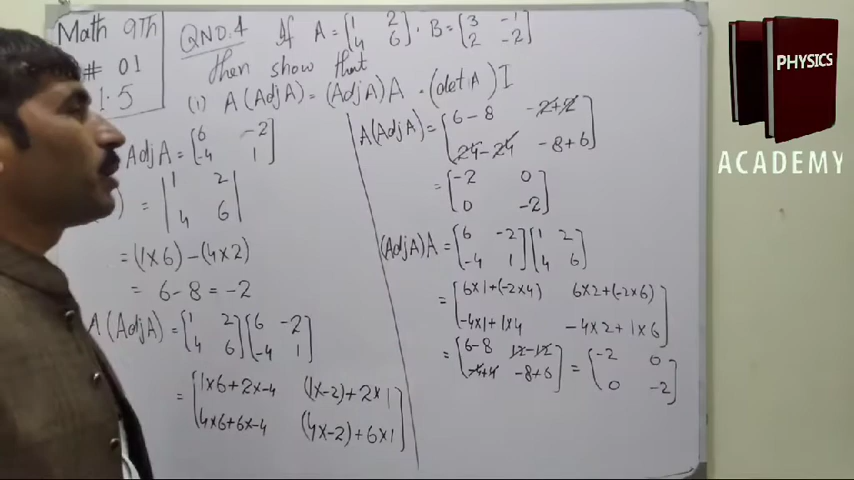 Math 9th
# 01
1.5
QNO.4 If A = [1 2 4 6] , B = [3 -1 2 -2]
Then show that
(1) A(AdjA) = (AdjA)A = (detA)I
AdjA = [6 -2 -4 1]
= |1 2 4 6|
= (1×6) - (4×2)
= 6-8 = -2
A(AdjA) = [1 2 4 6][6 -2 -4 1]
= [1×6+2×-4 (1×-2)+2×1
4×6+6×-4 (4×-2)+6×1]
A(AdjA) = [6-8 -2+2
24-24 -8+6]
= [-2 0
0 -2]
(AdjA)A = [6 -2 -4 1][1 2 4 6]
= [6×1+(-2×4) 6×2+(-2×6)
-4×1+1×4 -4×2+1×6]
= [6-8 12-12 -4+4 -8+6] = [-2 0 0 -2]
PHYSICS
ACADEMY